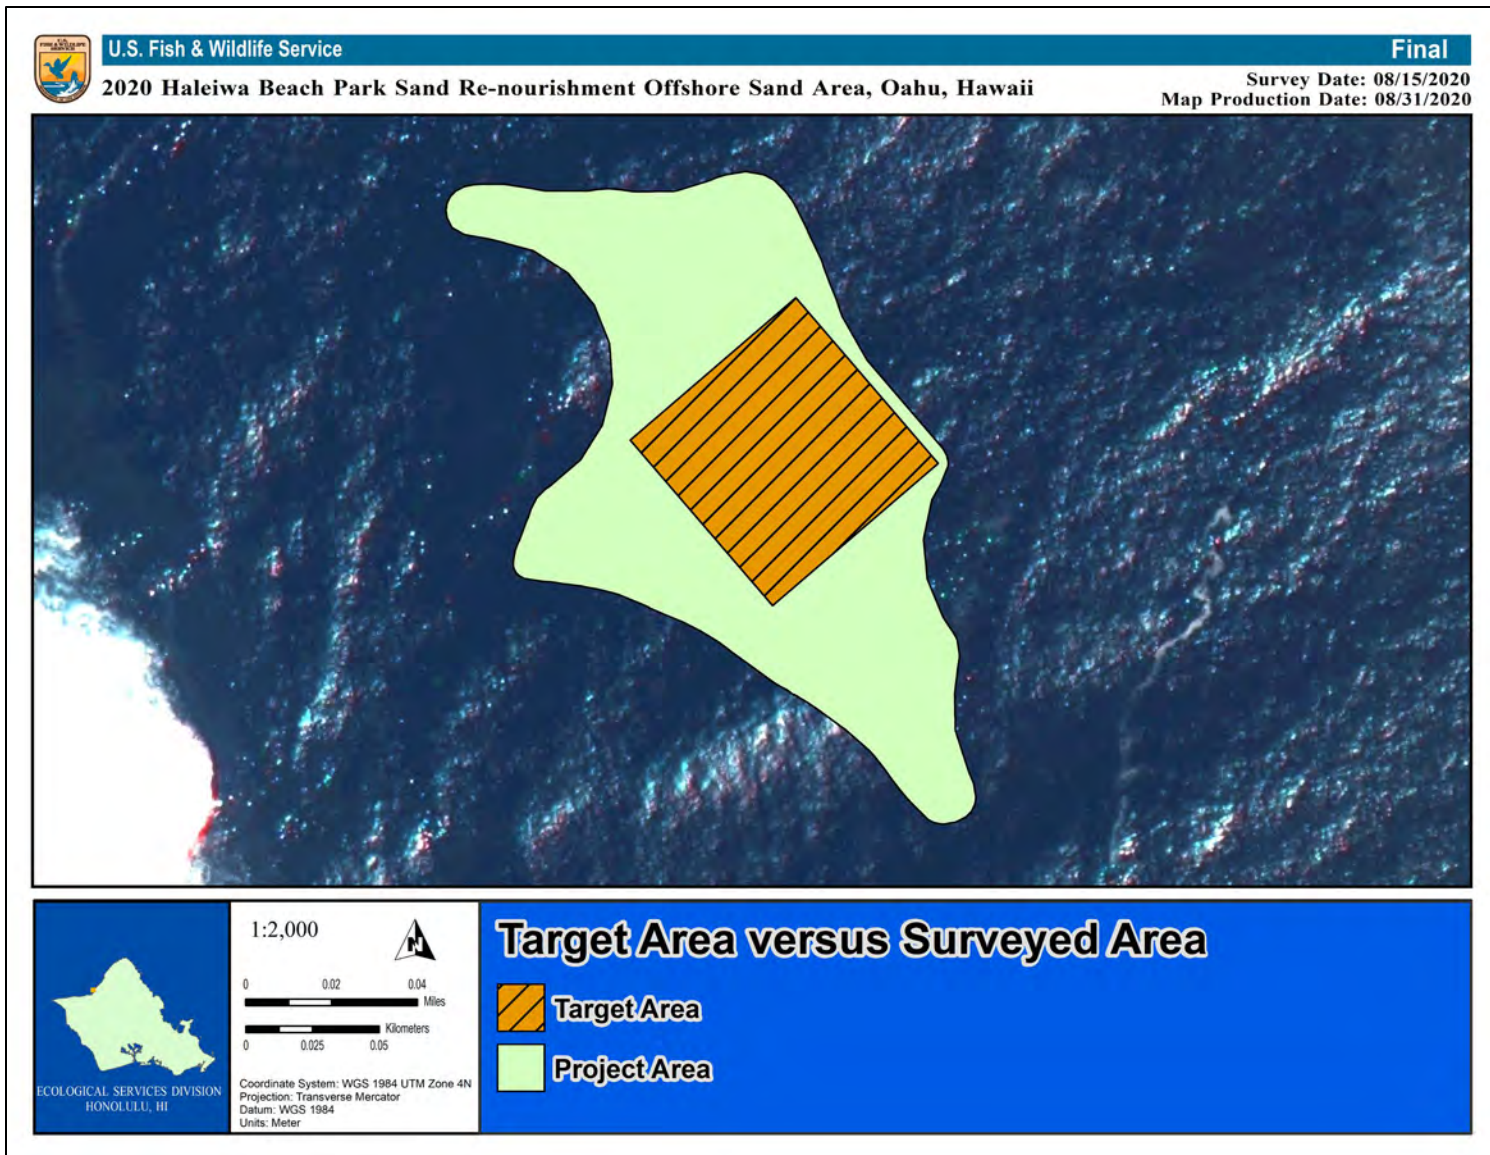 U.S.
FISH & WILDLIFE
SERVICE
U.S. Fish & Wildlife Service
Final
2020 Haleiwa Beach Park Sand Re-nourishment Offshore Sand Area, Oahu, Hawaii
Survey Date: 08/15/2020
Map Production Date: 08/31/2020
ECOLOGICAL SERVICES DIVISION
HONOLULU, HI
1:2,000
N
0 0.02 0.04
Miles
Kilometers
0 0.025 0.05
Coordinate System: WGS 1984 UTM Zone 4N
Projection: Transverse Mercator
Datum: WGS 1984
Units: Meter
Target Area versus Surveyed Area
Target Area
Project Area